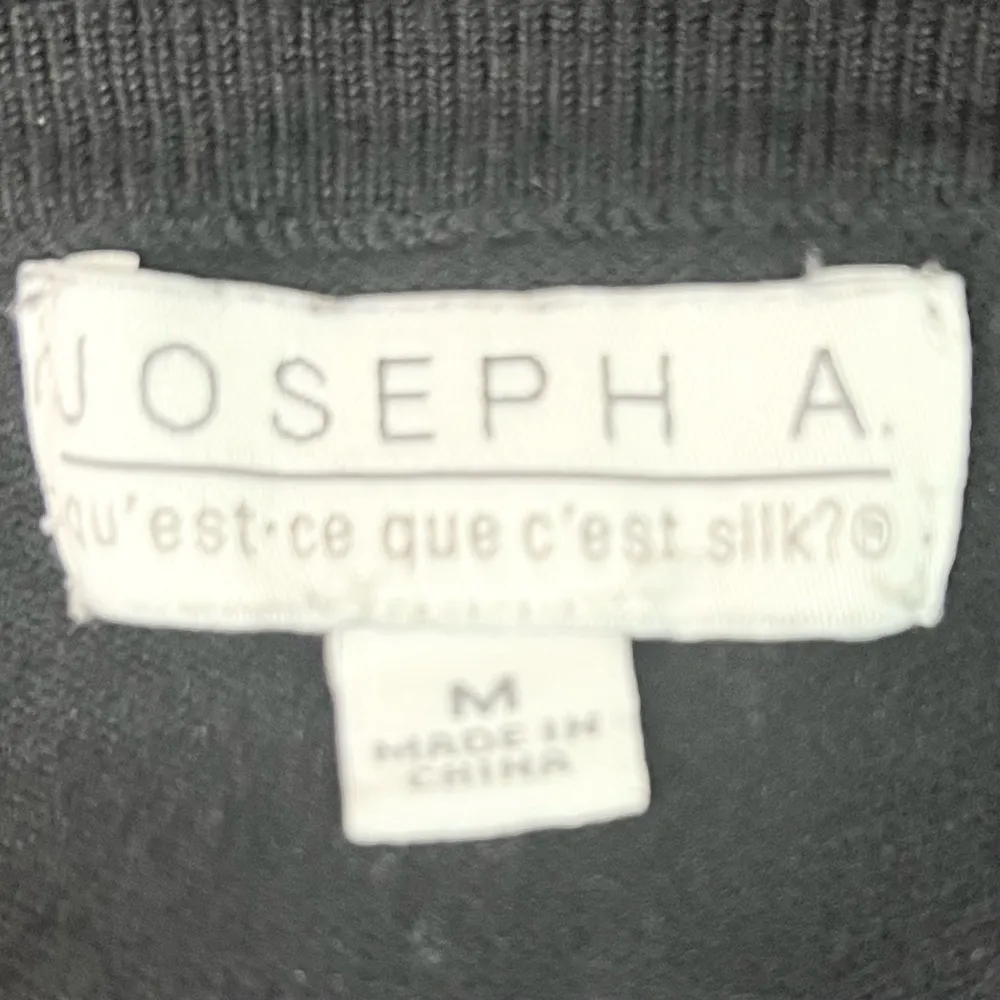 JOSEPH A.
qu'est·ce que c'est silk?®
M
MADE IN
CHINA